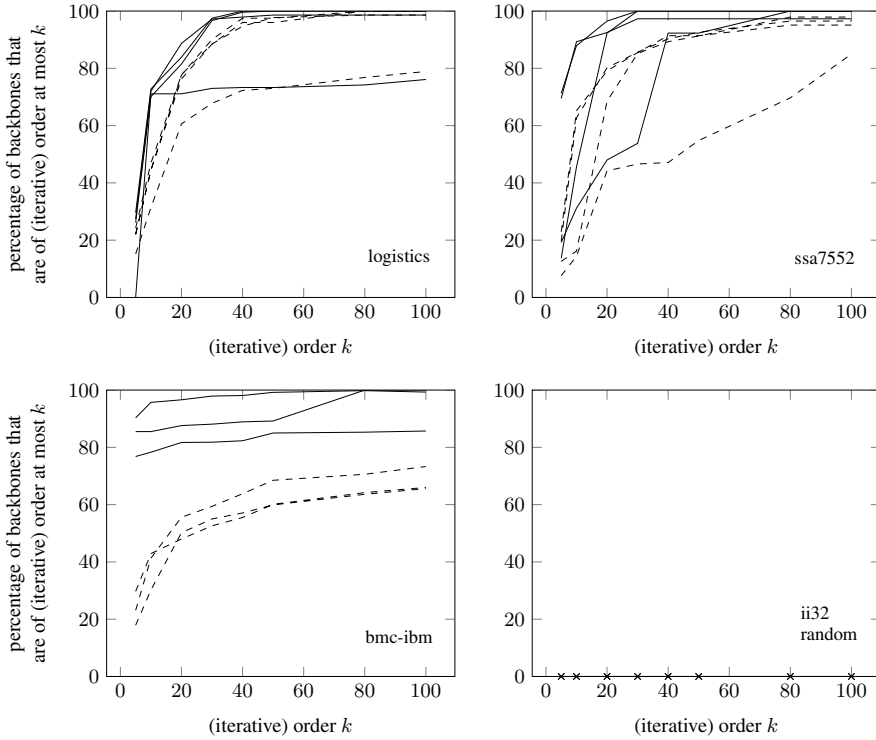 percentage of backbones that
are of (iterative) order at most k
100
80
60
40
20
0
0 20 40 60 80 100
logistics
(iterative) order k
100
80
60
40
20
0
0 20 40 60 80 100
ssa7552
(iterative) order k
percentage of backbones that
are of (iterative) order at most k
100
80
60
40
20
0
0 20 40 60 80 100
bmc-ibm
(iterative) order k
100
80
60
40
20
0
0 20 40 60 80 100
ii32
random
(iterative) order k